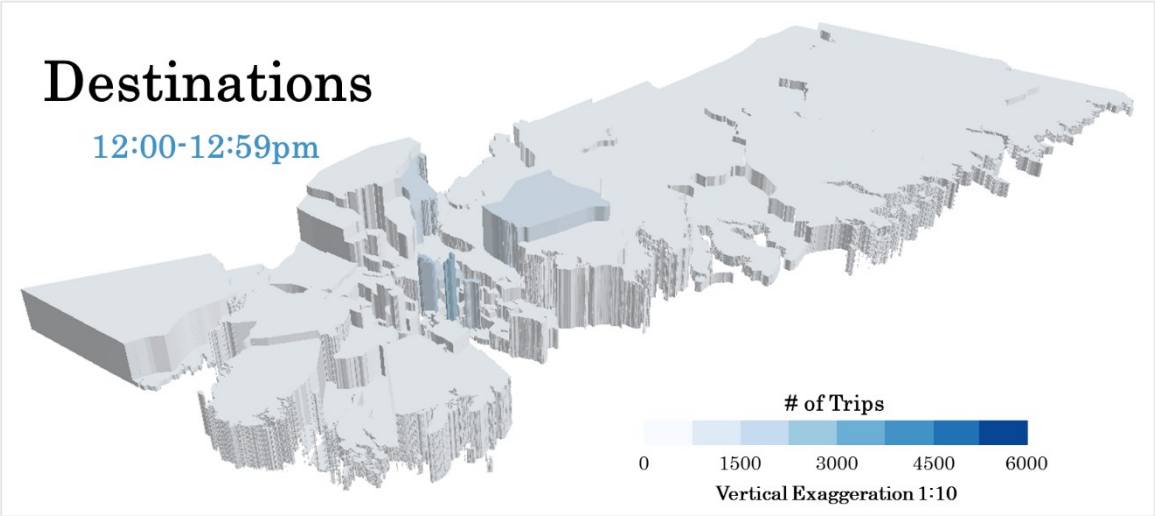 Destinations
12:00-12:59pm
# of Trips
0 1500 3000 4500 6000
Vertical Exaggeration 1:10